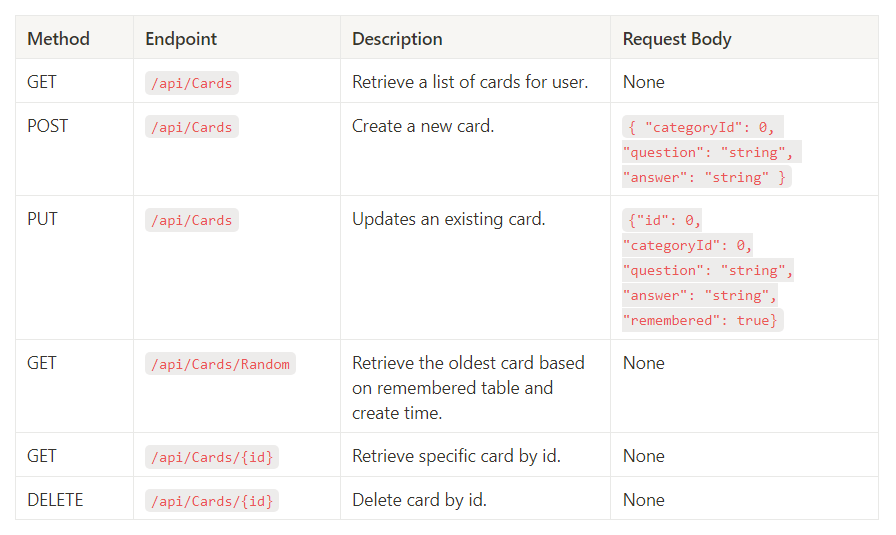 Method Endpoint Description Request Body
GET /api/Cards Retrieve a list of cards for user. None
POST /api/Cards Create a new card. { "categoryId": 0,
"question": "string",
"answer": "string" }
PUT /api/Cards Updates an existing card. {"id": 0,
"categoryId": 0,
"question": "string",
"answer": "string",
"remembered": true}
GET /api/Cards/Random Retrieve the oldest card based None
on remembered table and
create time.
GET /api/Cards/{id} Retrieve specific card by id. None
DELETE /api/Cards/{id} Delete card by id. None